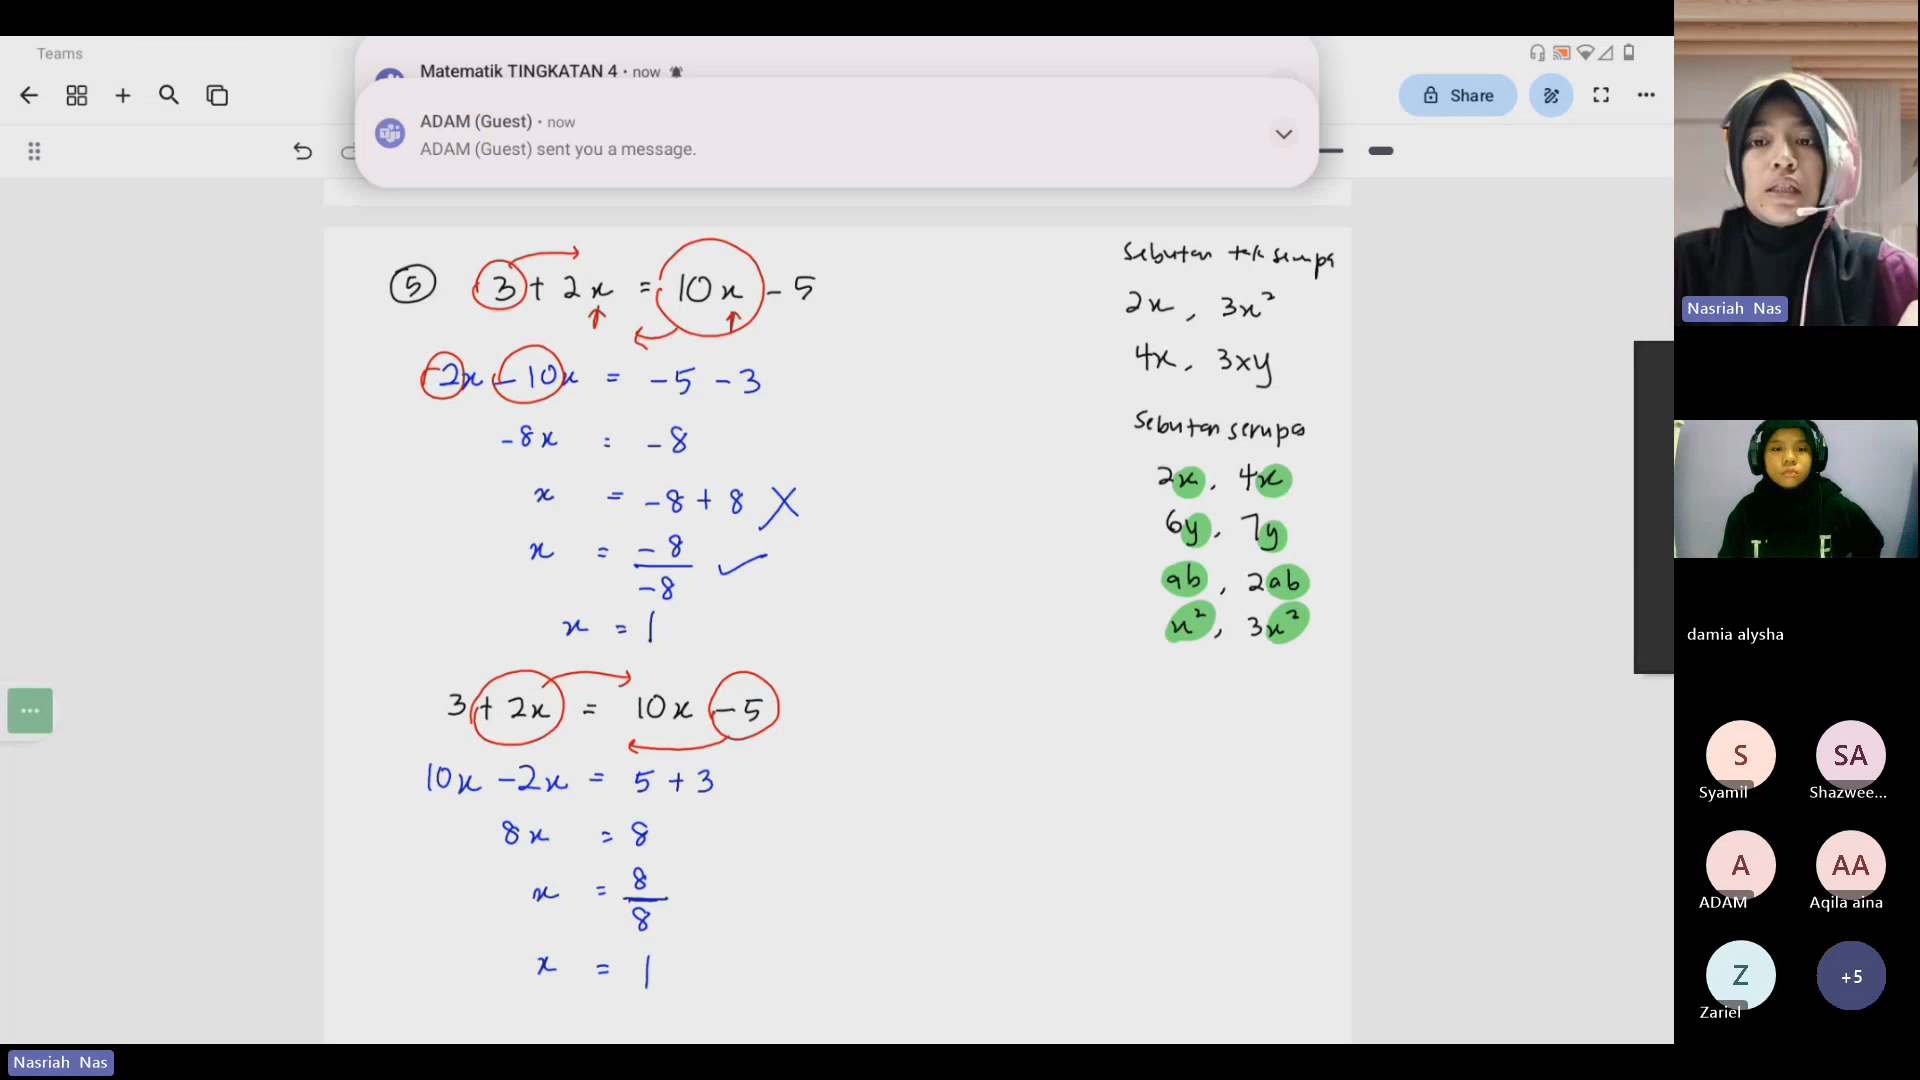 Teams
Matematik TINGKATAN 4 • now
ADAM (Guest) • now
ADAM (Guest) sent you a message.
Share
5 3 + 2x = 10x - 5
2x - 10x = -5 - 3
-8x = -8
x = -8 + 8 X
x = -8/-8 ✓
x = 1
3 + 2x = 10x - 5
10x - 2x = 5 + 3
8x = 8
x = 8/8
x = 1
Sebutan tak serupa
2x, 3x²
4x, 3xy
Sebutan serupa
2x, 4x
6y, 7y
ab, 2ab
x², 3x²
Nasriah Nas
damia alysha
S
Syamil
SA
Shazwee...
A
ADAM
AA
Aqila aina
Z
Zariel
+5
Nasriah Nas